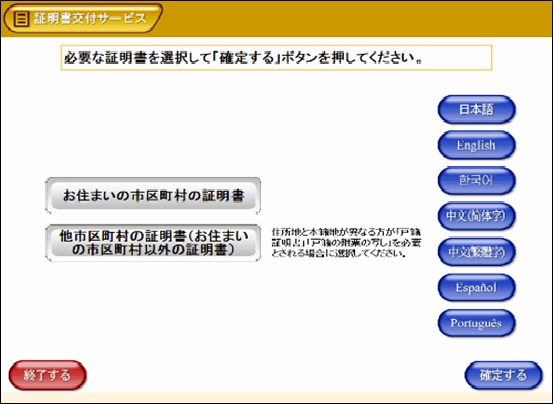 証明書交付サービス
必要な証明書を選択して「確定する」ボタンを押してください。
日本語
English
한국어
中文(简体字)
中文(繁體字)
Español
Português
お住まいの市区町村の証明書
他市区町村の証明書(お住まい
の市区町村以外の証明書)
住所地と本籍地が異なる方が「戸籍
証明書」「戸籍の附票の写し」を必要
とされる場合に選択してください。
終了する
確定する